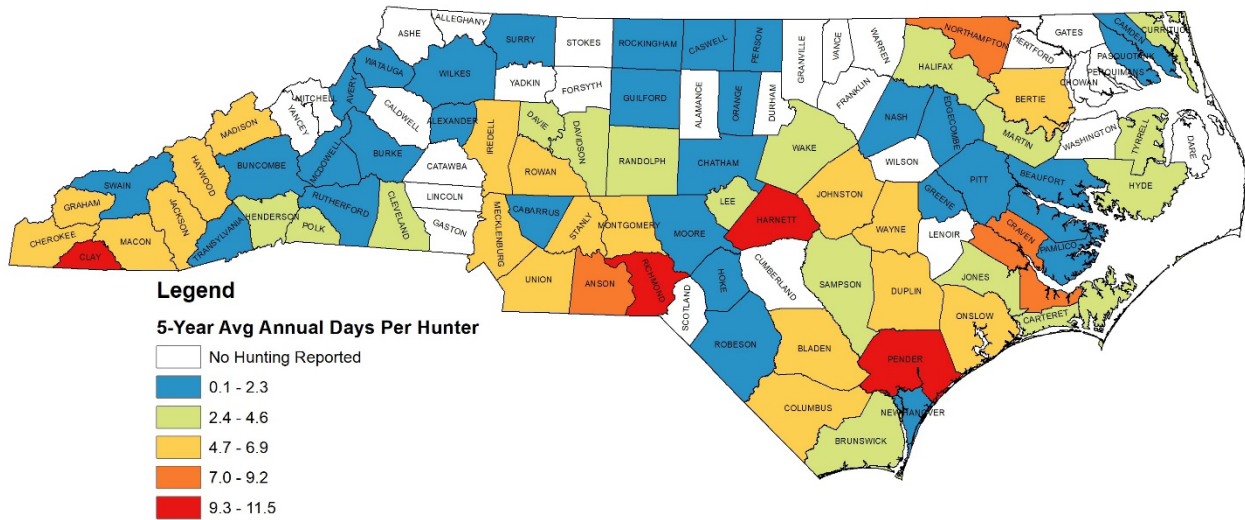 ALLEGHANY
ASHE
SURRY
STOKES
ROCKINGHAM
CASWELL
PERSON
GRANVILLE
VANCE
WARREN
NORTHAMPTON
HERTFORD
GATES
CAMDEN
CURRITUCK
PASQUOTANK
PERQUIMANS
CHOWAN
WATAUGA
WILKES
YADKIN
FORSYTH
GUILFORD
ALAMANCE
ORANGE
DURHAM
FRANKLIN
HALIFAX
BERTIE
MITCHELL
AVERY
YANCEY
CALDWELL
ALEXANDER
IREDELL
DAVIE
DAVIDSON
RANDOLPH
CHATHAM
WAKE
NASH
EDGECOMBE
MARTIN
WASHINGTON
TYRRELL
DARE
MADISON
HAYWOOD
BUNCOMBE
MCDOWELL
BURKE
CATAWBA
ROWAN
WILSON
PITT
BEAUFORT
HYDE
SWAIN
GRAHAM
JACKSON
RUTHERFORD
CLEVELAND
LINCOLN
GASTON
MECKLENBURG
CABARRUS
STANLY
MONTGOMERY
MOORE
LEE
HARNETT
JOHNSTON
WAYNE
GREENE
LENOIR
CRAVEN
PAMLICO
CHEROKEE
CLAY
MACON
TRANSYLVANIA
HENDERSON
POLK
UNION
ANSON
RICHMOND
SCOTLAND
HOKE
CUMBERLAND
SAMPSON
DUPLIN
JONES
CARTERET
ONSLOW
ROBESON
BLADEN
PENDER
COLUMBUS
NEW HANOVER
BRUNSWICK
Legend
5-Year Avg Annual Days Per Hunter
No Hunting Reported
0.1 - 2.3
2.4 - 4.6
4.7 - 6.9
7.0 - 9.2
9.3 - 11.5